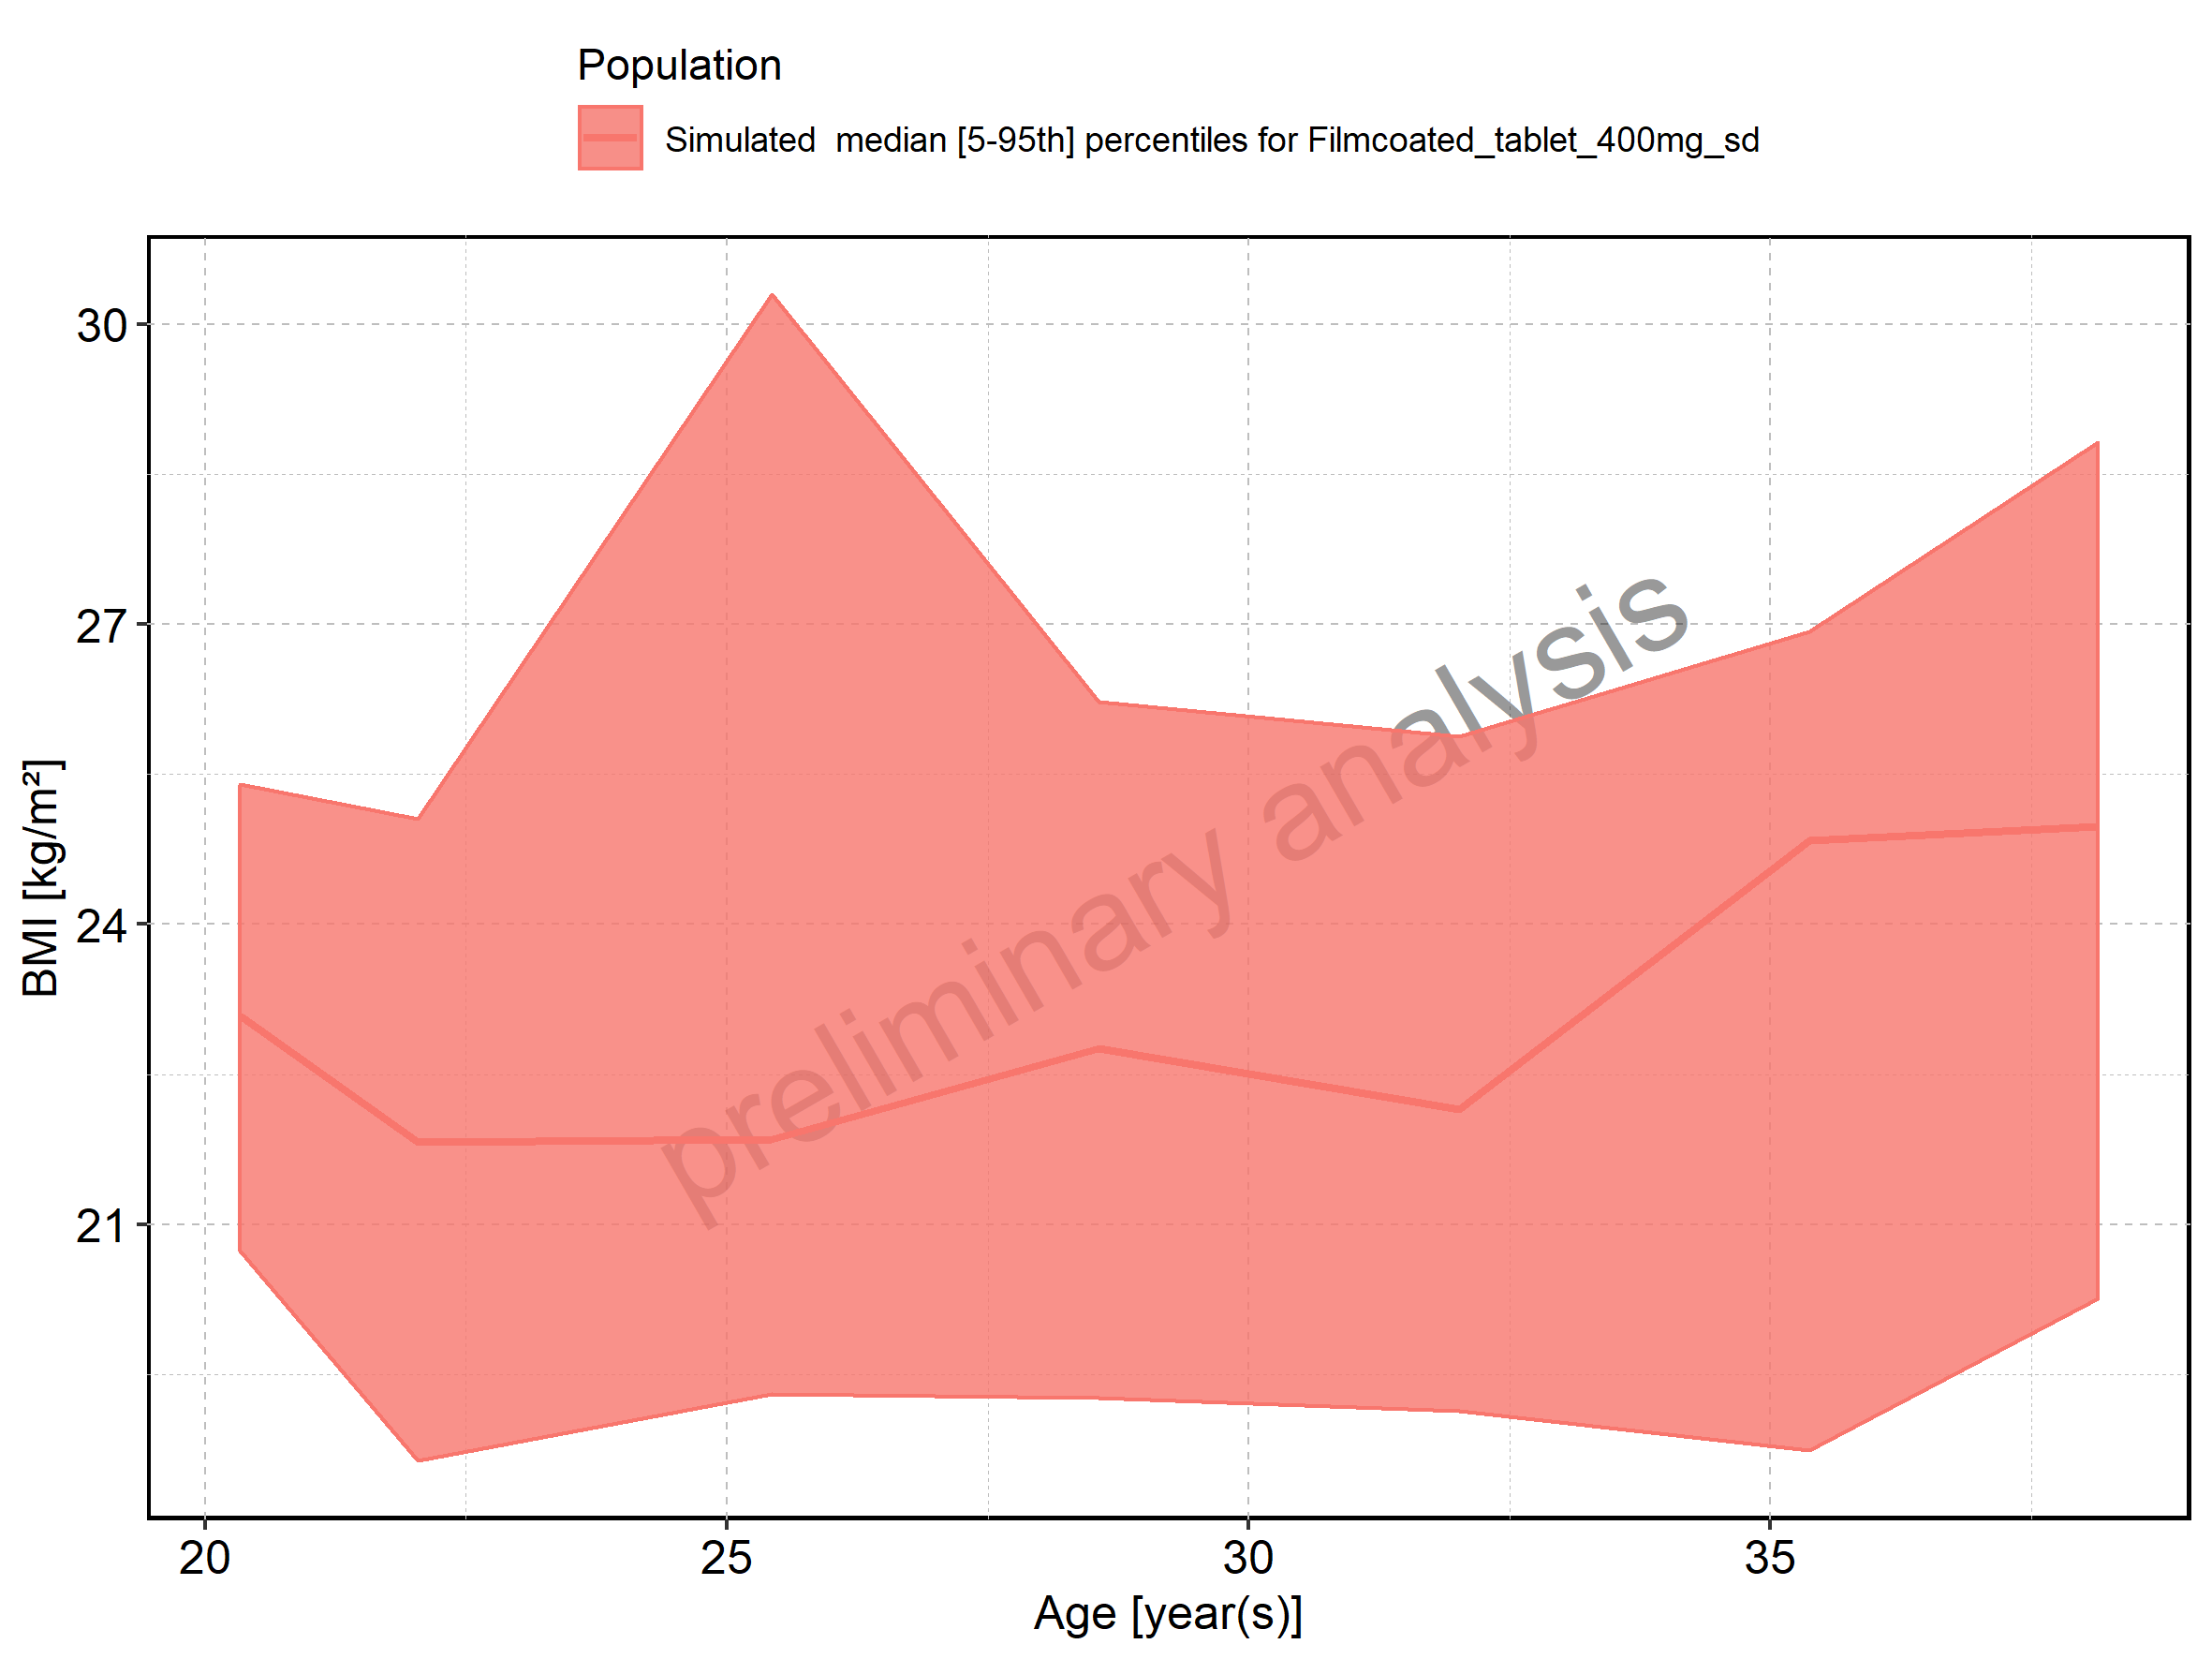 Population
Simulated  median [5-95th] percentiles for Filmcoated_tablet_400mg_sd
30
27
24
21
BMI [kg/m²]
preliminary analysis
20 25 30 35
Age [year(s)]